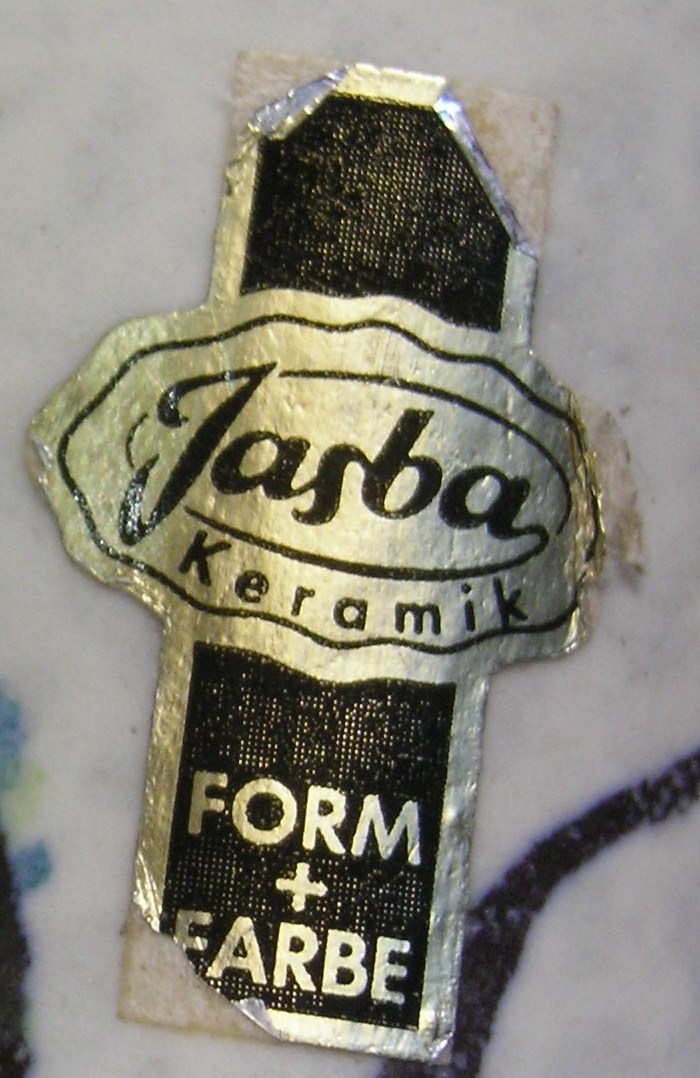 Jasba
Keramik
FORM
+
FARBE